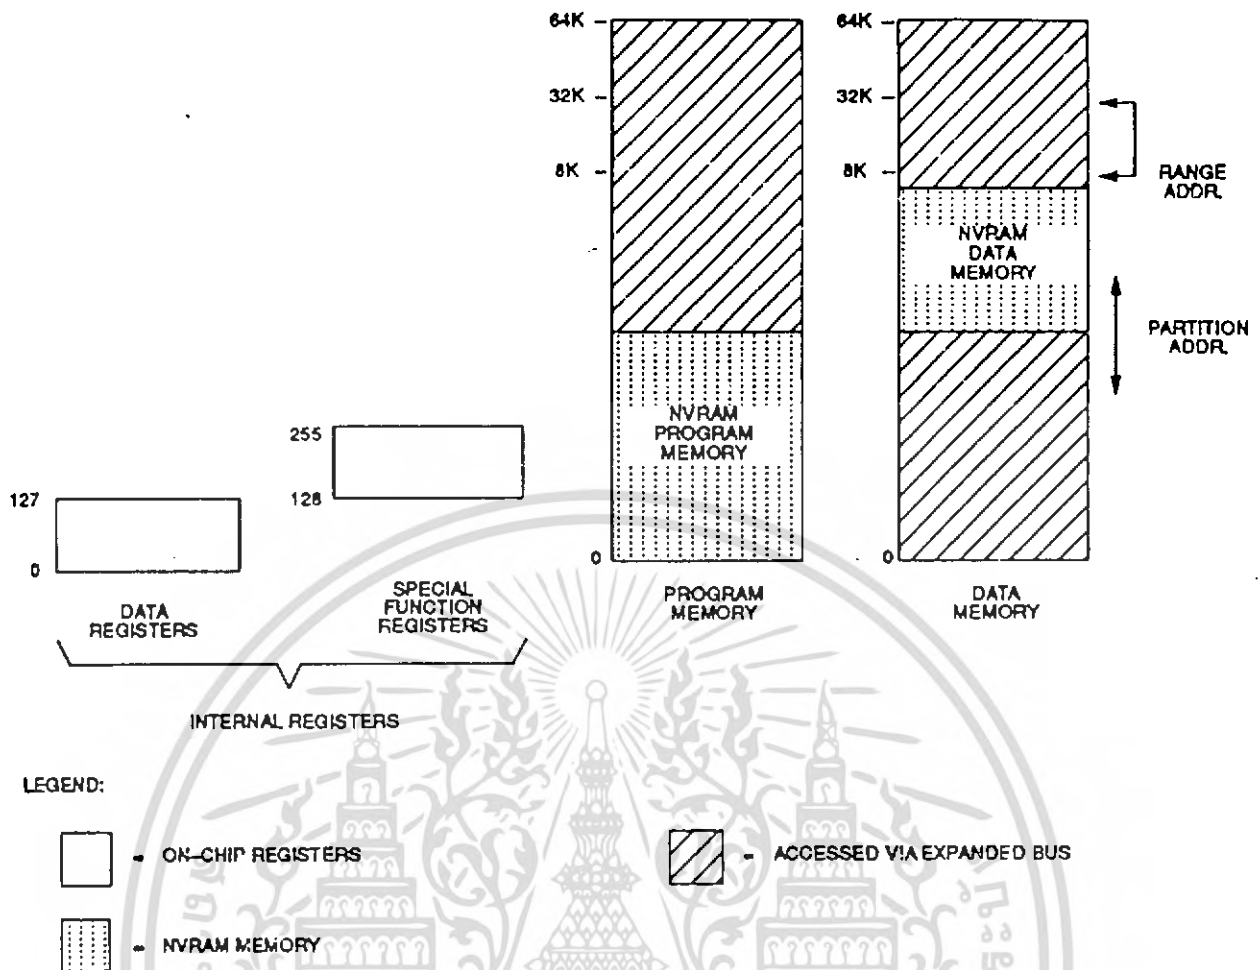 64K
32K
8K
0
NVRAM
PROGRAM
MEMORY
PROGRAM
MEMORY
64K
32K
8K
0
NVRAM
DATA
MEMORY
DATA
MEMORY
RANGE
ADDR.
PARTITION
ADDR.
127
0
DATA
REGISTERS
255
128
SPECIAL
FUNCTION
REGISTERS
INTERNAL REGISTERS
LEGEND:
- ON-CHIP REGISTERS
- NVRAM MEMORY
- ACCESSED VIA EXPANDED BUS